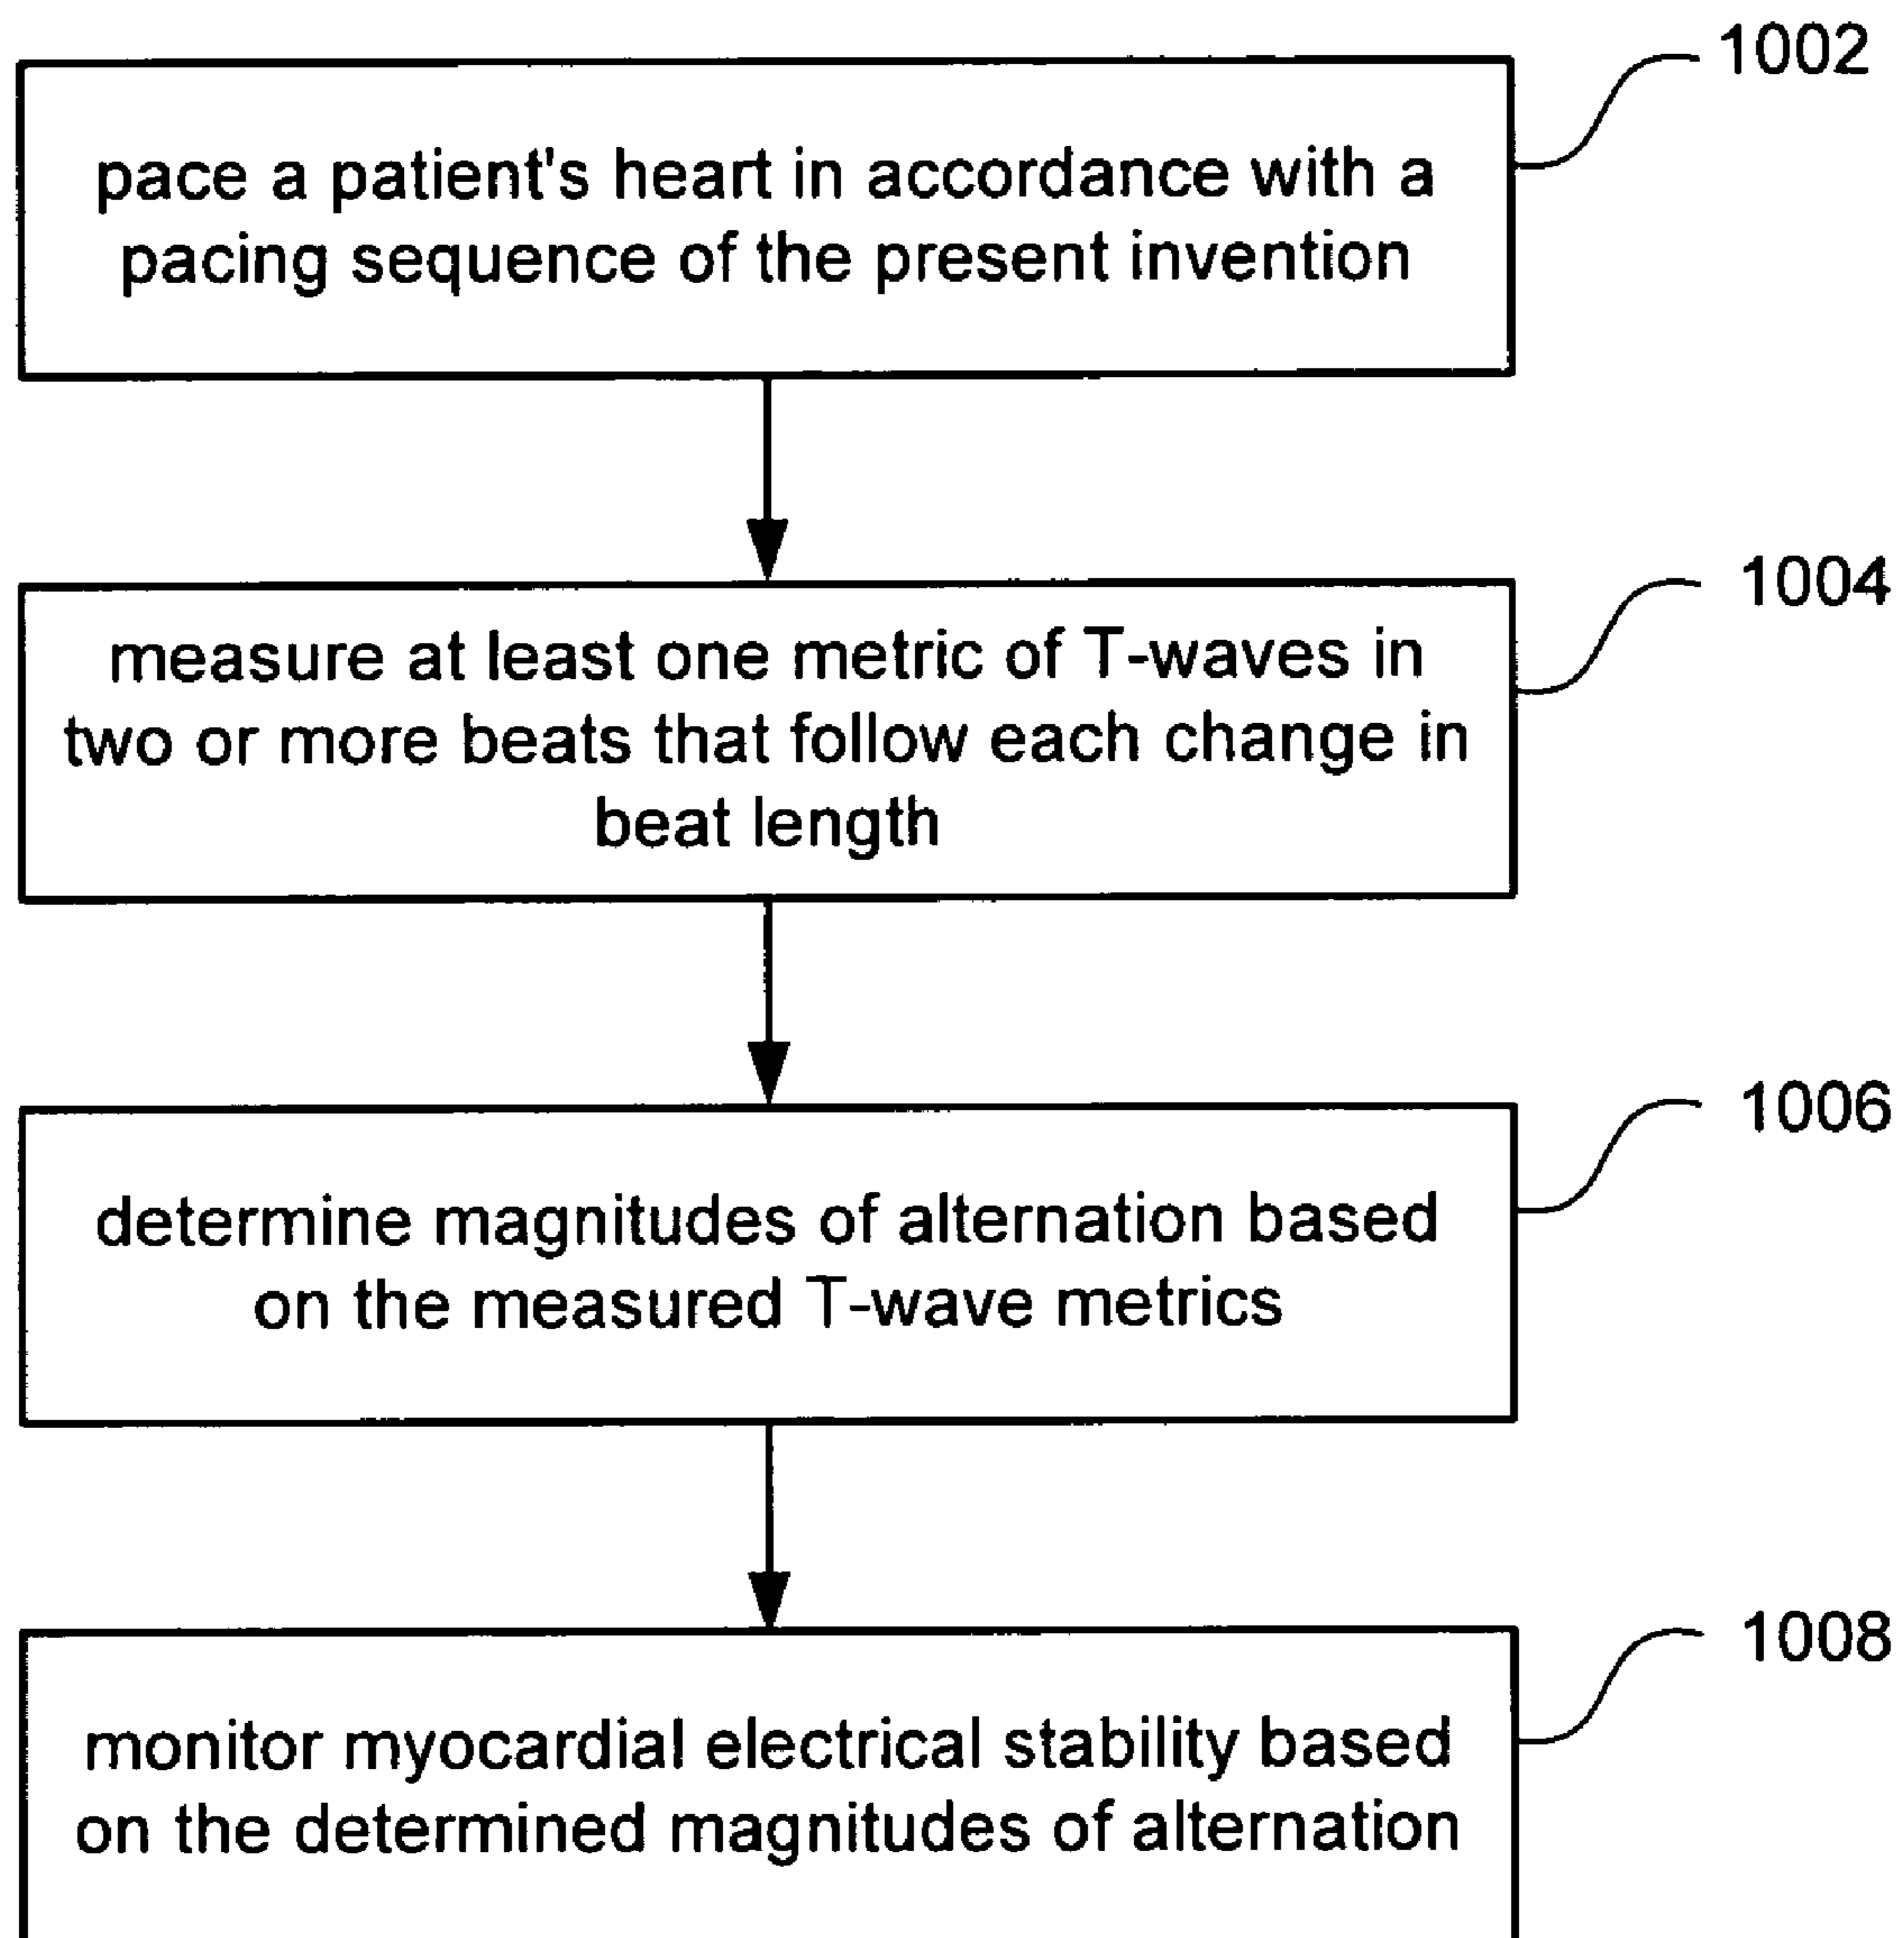 1002
pace a patient's heart in accordance with a
pacing sequence of the present invention
1004
measure at least one metric of T-waves in
two or more beats that follow each change in
beat length
1006
determine magnitudes of alternation based
on the measured T-wave metrics
1008
monitor myocardial electrical stability based
on the determined magnitudes of alternation